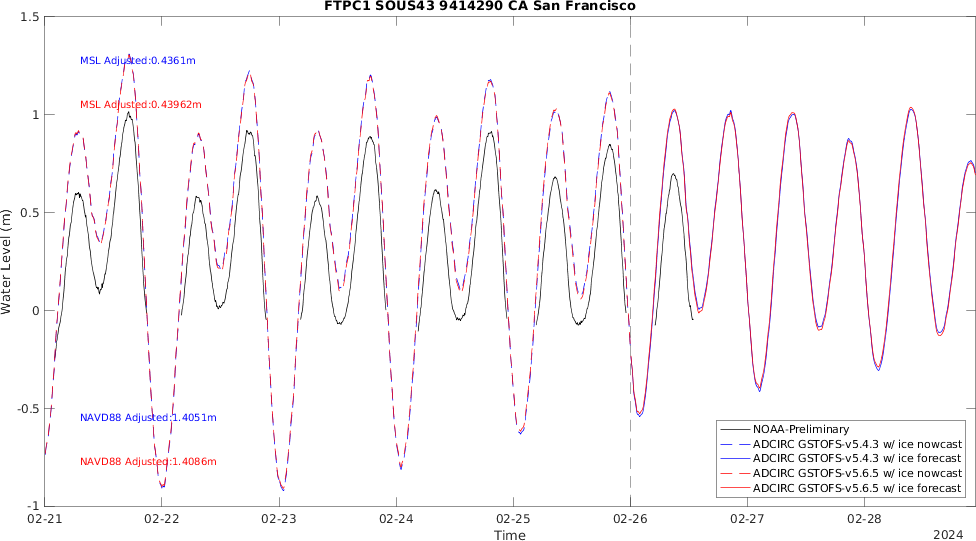 FTPC1 SOUS43 9414290 CA San Francisco
1.5
MSL Adjusted:0.4361m
MSL Adjusted:0.43962m
1
0.5
Water Level (m)
0
-0.5
NAVD88 Adjusted:1.4051m
NAVD88 Adjusted:1.4086m
-1
NOAA-Preliminary
ADCIRC GSTOFS-v5.4.3 w/ ice nowcast
ADCIRC GSTOFS-v5.4.3 w/ ice forecast
ADCIRC GSTOFS-v5.6.5 w/ ice nowcast
ADCIRC GSTOFS-v5.6.5 w/ ice forecast
02-21 02-22 02-23 02-24 02-25 02-26 02-27 02-28
Time
2024